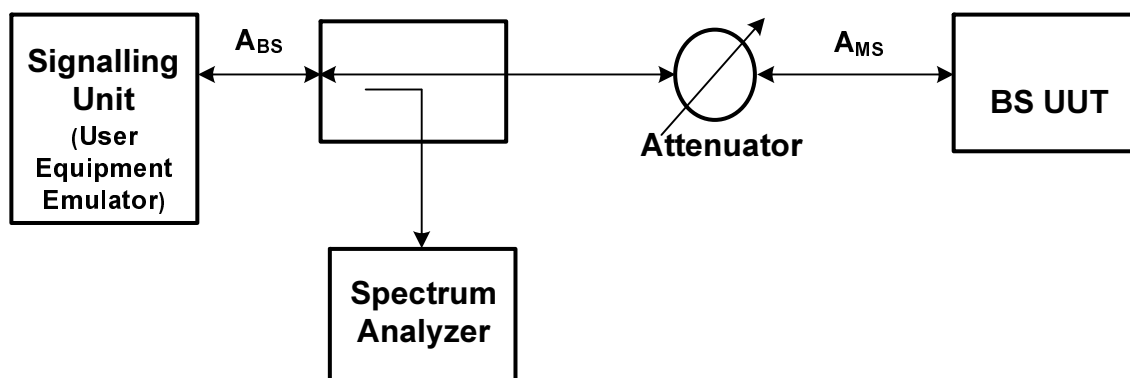 Signalling
Unit
(User
Equipment
Emulator)
ABS
Attenuator
AMS
BS UUT
Spectrum
Analyzer